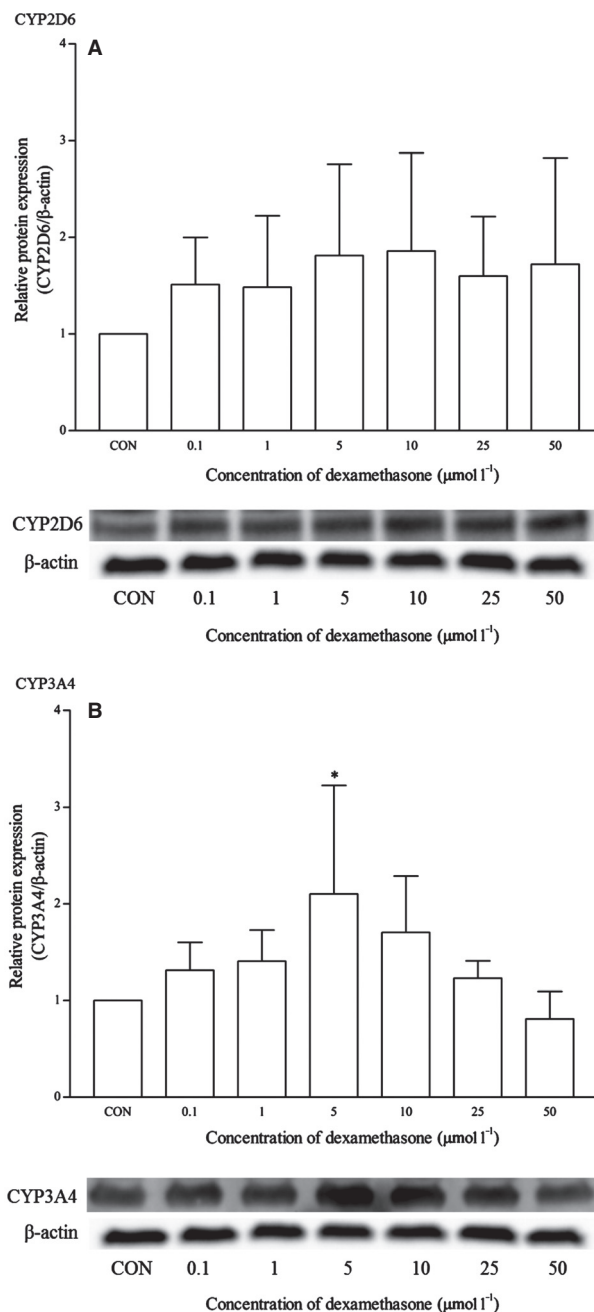 CYP2D6
A
4
3
2
1
0
Relative protein expression
(CYP2D6/β-actin)
CON 0.1 1 5 10 25 50
Concentration of dexamethasone (µmol l⁻¹)
CYP2D6
β-actin
CON 0.1 1 5 10 25 50
Concentration of dexamethasone (µmol l⁻¹)
CYP3A4
B
4
3
2
1
0
Relative protein expression
(CYP3A4/β-actin)
*
CON 0.1 1 5 10 25 50
Concentration of dexamethasone (µmol l⁻¹)
CYP3A4
β-actin
CON 0.1 1 5 10 25 50
Concentration of dexamethasone (µmol l⁻¹)